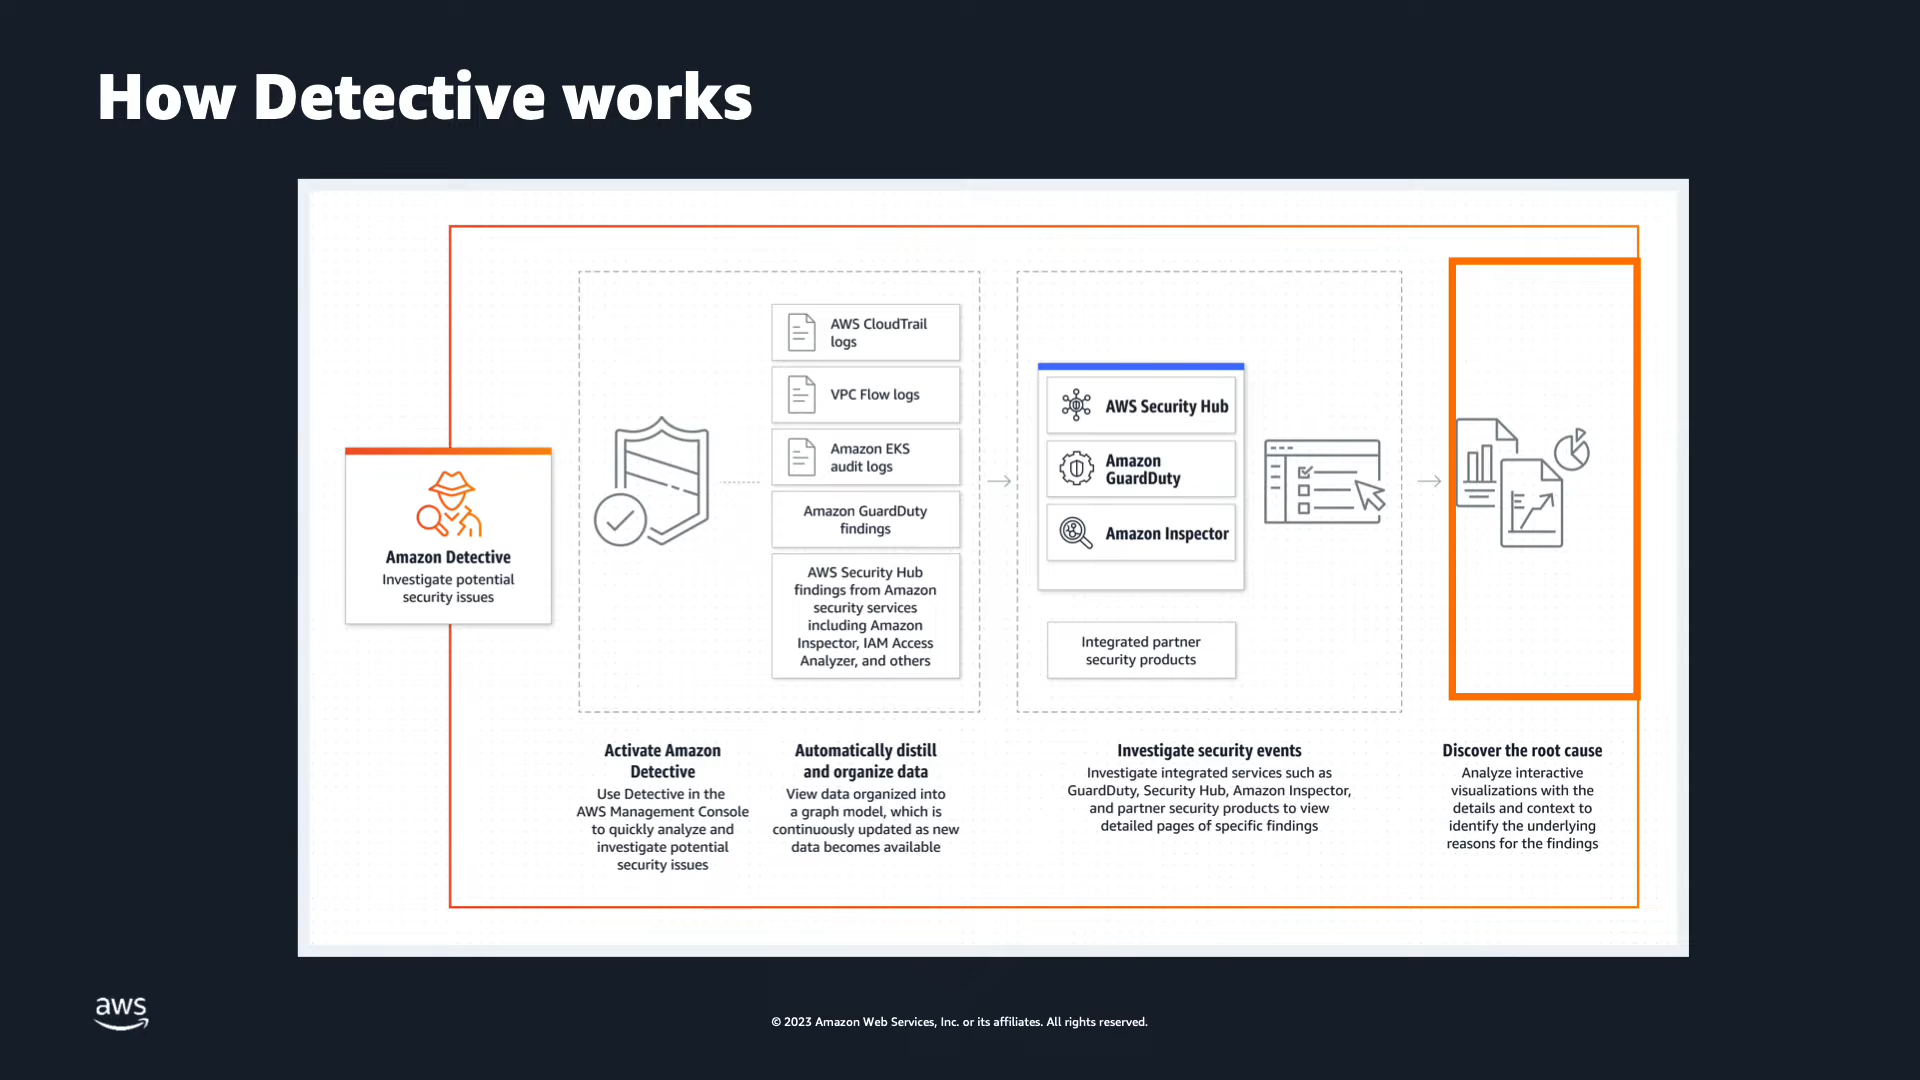 How Detective works
Amazon Detective
Investigate potential
security issues
AWS CloudTrail
logs
VPC Flow logs
Amazon EKS
audit logs
Amazon GuardDuty
findings
AWS Security Hub
findings from Amazon
security services
including Amazon
Inspector, IAM Access
Analyzer, and others
AWS Security Hub
Amazon
GuardDuty
Amazon Inspector
Integrated partner
security products
Activate Amazon
Detective
Use Detective in the
AWS Management Console
to quickly analyze and
investigate potential
security issues
Automatically distill
and organize data
View data organized into
a graph model, which is
continuously updated as new
data becomes available
Investigate security events
Investigate integrated services such as
GuardDuty, Security Hub, Amazon Inspector,
and partner security products to view
detailed pages of specific findings
Discover the root cause
Analyze interactive
visualizations with the
details and context to
identify the underlying
reasons for the findings
aws
© 2023 Amazon Web Services, Inc. or its affiliates. All rights reserved.